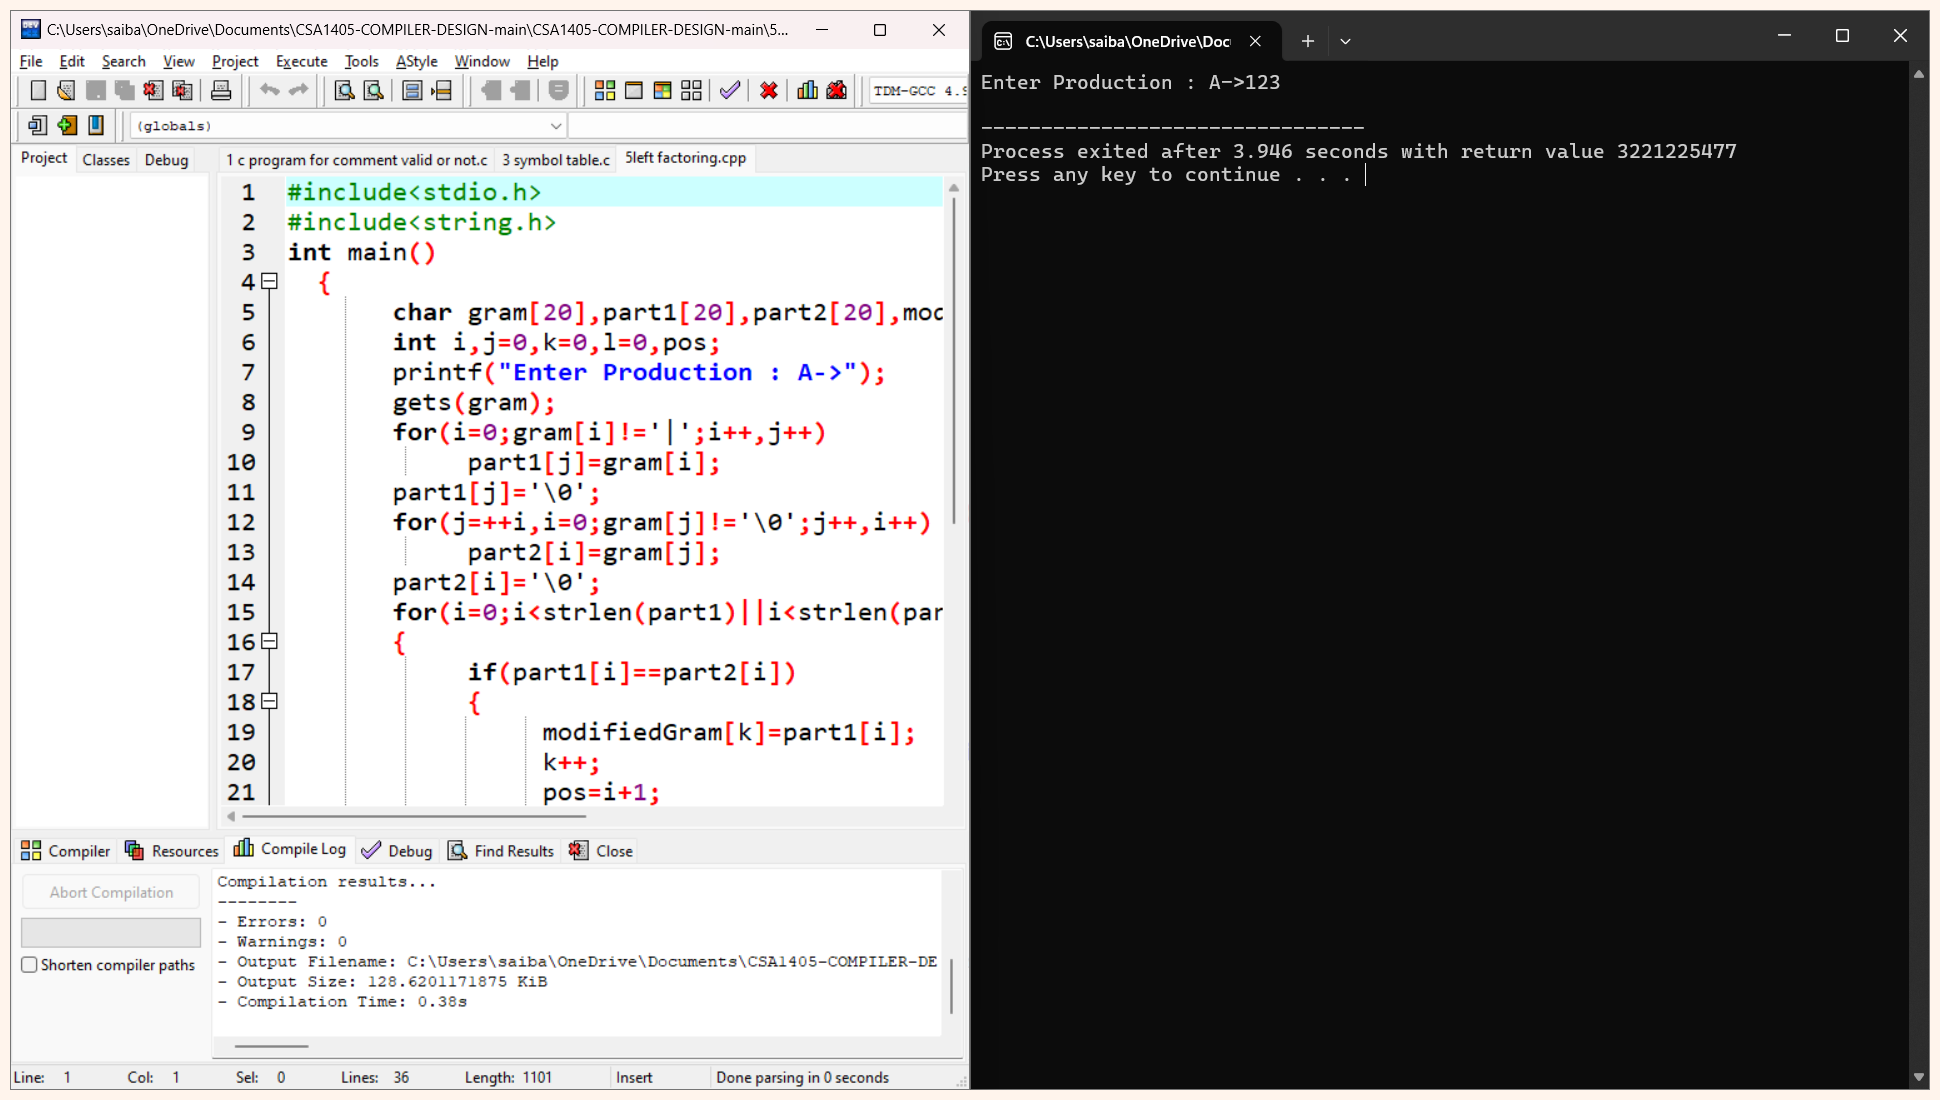 C:\Users\saiba\OneDrive\Documents\CSA1405-COMPILER-DESIGN-main\CSA1405-COMPILER-DESIGN-main\5...
File Edit Search View Project Execute Tools AStyle Window Help
TDM-GCC 4.9
(globals)
Project Classes Debug
1 c program for comment valid or not.c 3 symbol table.c 5left factoring.cpp
1 #include<stdio.h>
2 #include<string.h>
3 int main()
4 {
5 char gram[20],part1[20],part2[20],moc
6 int i,j=0,k=0,l=0,pos;
7 printf("Enter Production : A->");
8 gets(gram);
9 for(i=0;gram[i]!='|';i++,j++)
10 part1[j]=gram[i];
11 part1[j]='\0';
12 for(j=++i,i=0;gram[j]!='\0';j++,i++)
13 part2[i]=gram[j];
14 part2[i]='\0';
15 for(i=0;i<strlen(part1)||i<strlen(par
16 {
17 if(part1[i]==part2[i])
18 {
19 modifiedGram[k]=part1[i];
20 k++;
21 pos=i+1;
Compiler Resources Compile Log Debug Find Results Close
Abort Compilation
Shorten compiler paths
Compilation results...
--------
- Errors: 0
- Warnings: 0
- Output Filename: C:\Users\saiba\OneDrive\Documents\CSA1405-COMPILER-DE
- Output Size: 128.6201171875 KiB
- Compilation Time: 0.38s
Line: 1 Col: 1 Sel: 0 Lines: 36 Length: 1101 Insert Done parsing in 0 seconds
C:\Users\saiba\OneDrive\Doc
Enter Production : A->123
--------------------------------
Process exited after 3.946 seconds with return value 3221225477
Press any key to continue . . .